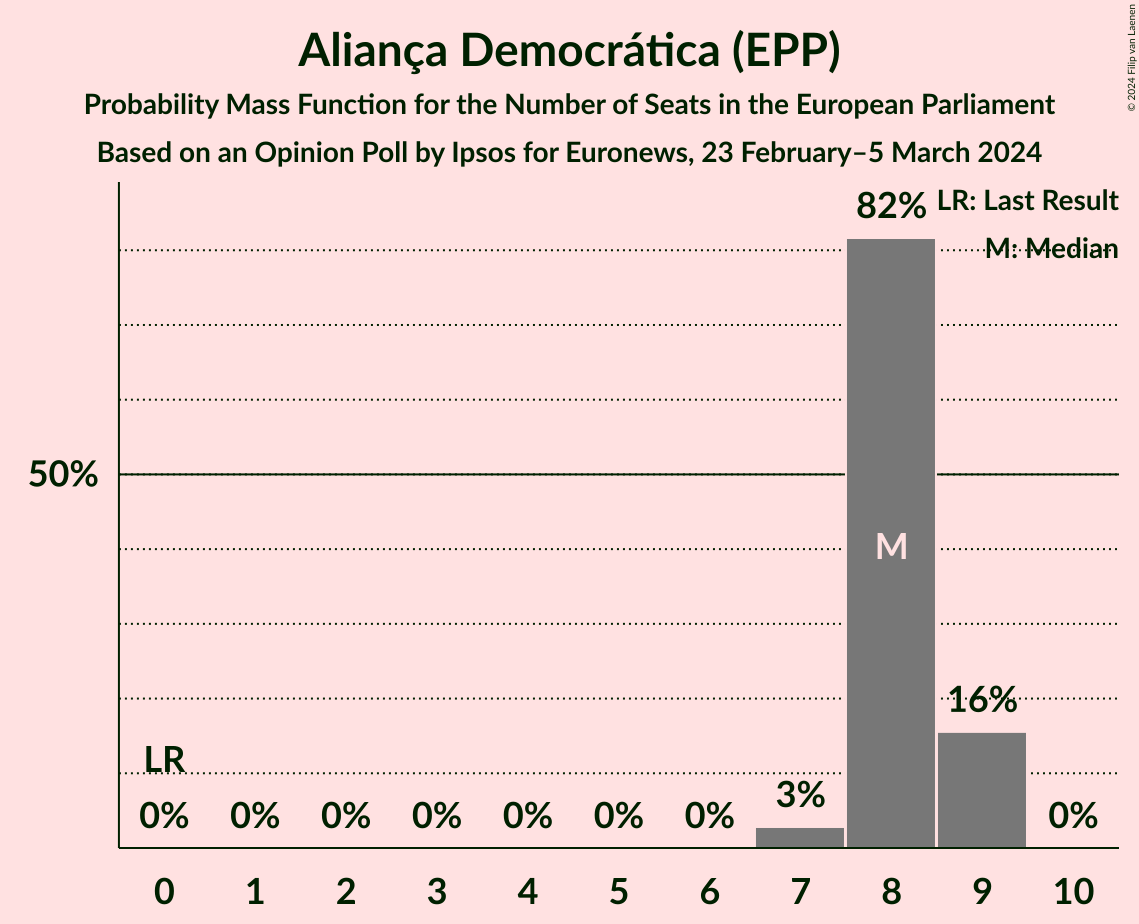 Aliança Democrática (EPP)
Probability Mass Function for the Number of Seats in the European Parliament
Based on an Opinion Poll by Ipsos for Euronews, 23 February–5 March 2024
© 2024 Filip van Laenen
82%
LR: Last Result
M: Median
50%
M
16%
LR
3%
0% 0% 0% 0% 0% 0% 0% 0%
0 1 2 3 4 5 6 7 8 9 10